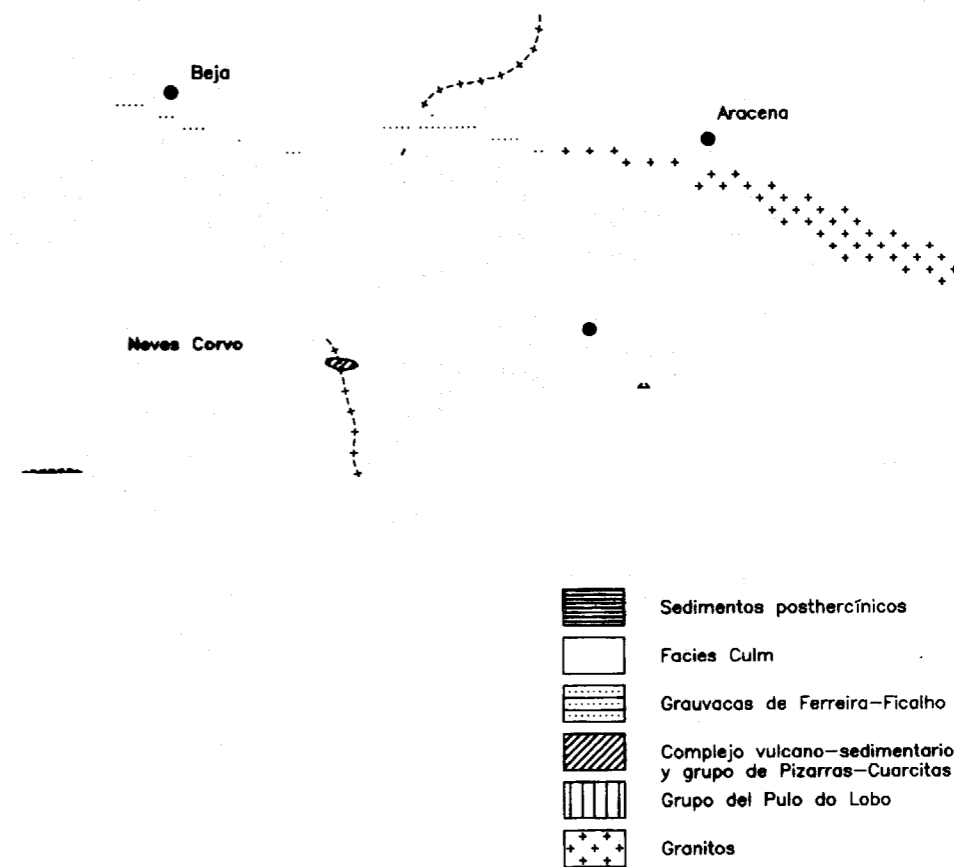 Beja
Aracena
Neves Corvo
Sedimentos posthercínicos
Facies Culm
Grauvacas de Ferreira–Ficalho
Complejo vulcano–sedimentario
y grupo de Pizarras–Cuarcitas
Grupo del Pulo do Lobo
Granitos